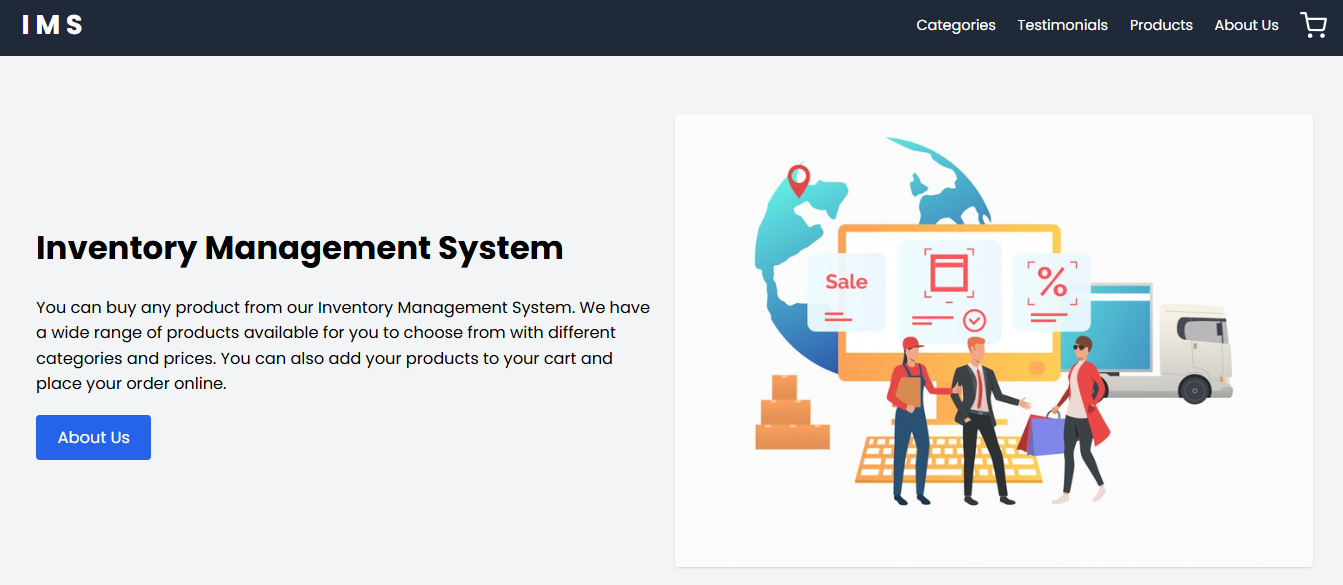 IMS
Categories
Testimonials
Products
About Us
Inventory Management System
You can buy any product from our Inventory Management System. We have
a wide range of products available for you to choose from with different
categories and prices. You can also add your products to your cart and
place your order online.
About Us
Sale
%